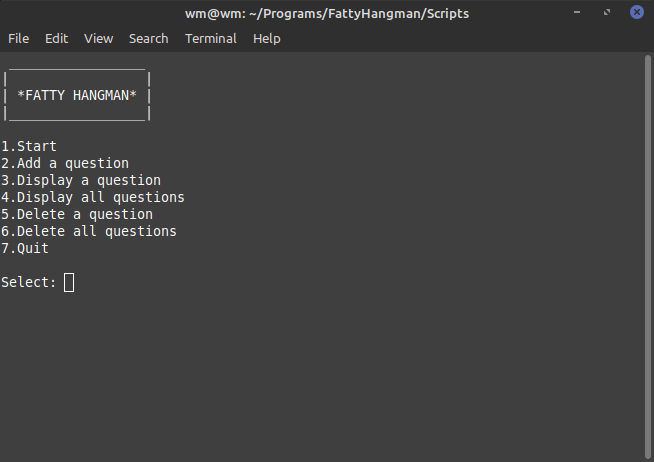 wm@wm: ~/Programs/FattyHangman/Scripts
File Edit View Search Terminal Help
*FATTY HANGMAN*
1.Start
2.Add a question
3.Display a question
4.Display all questions
5.Delete a question
6.Delete all questions
7.Quit
Select: